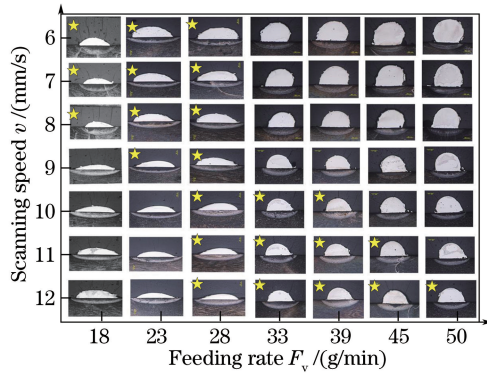 Scanning speed v /(mm/s)
6
7
8
9
10
11
12
18 23 28 33 39 45 50
Feeding rate Fv /(g/min)